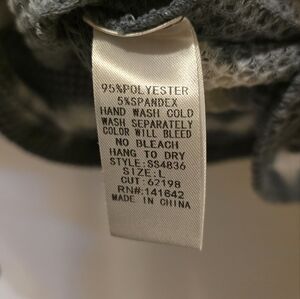 95%POLYESTER
5%SPANDEX
HAND WASH COLD
WASH SEPARATELY
COLOR WILL BLEED
NO BLEACH
HANG TO DRY
STYLE:SS4836
SIZE:L
CUT:62198
RN#:141642
MADE IN CHINA